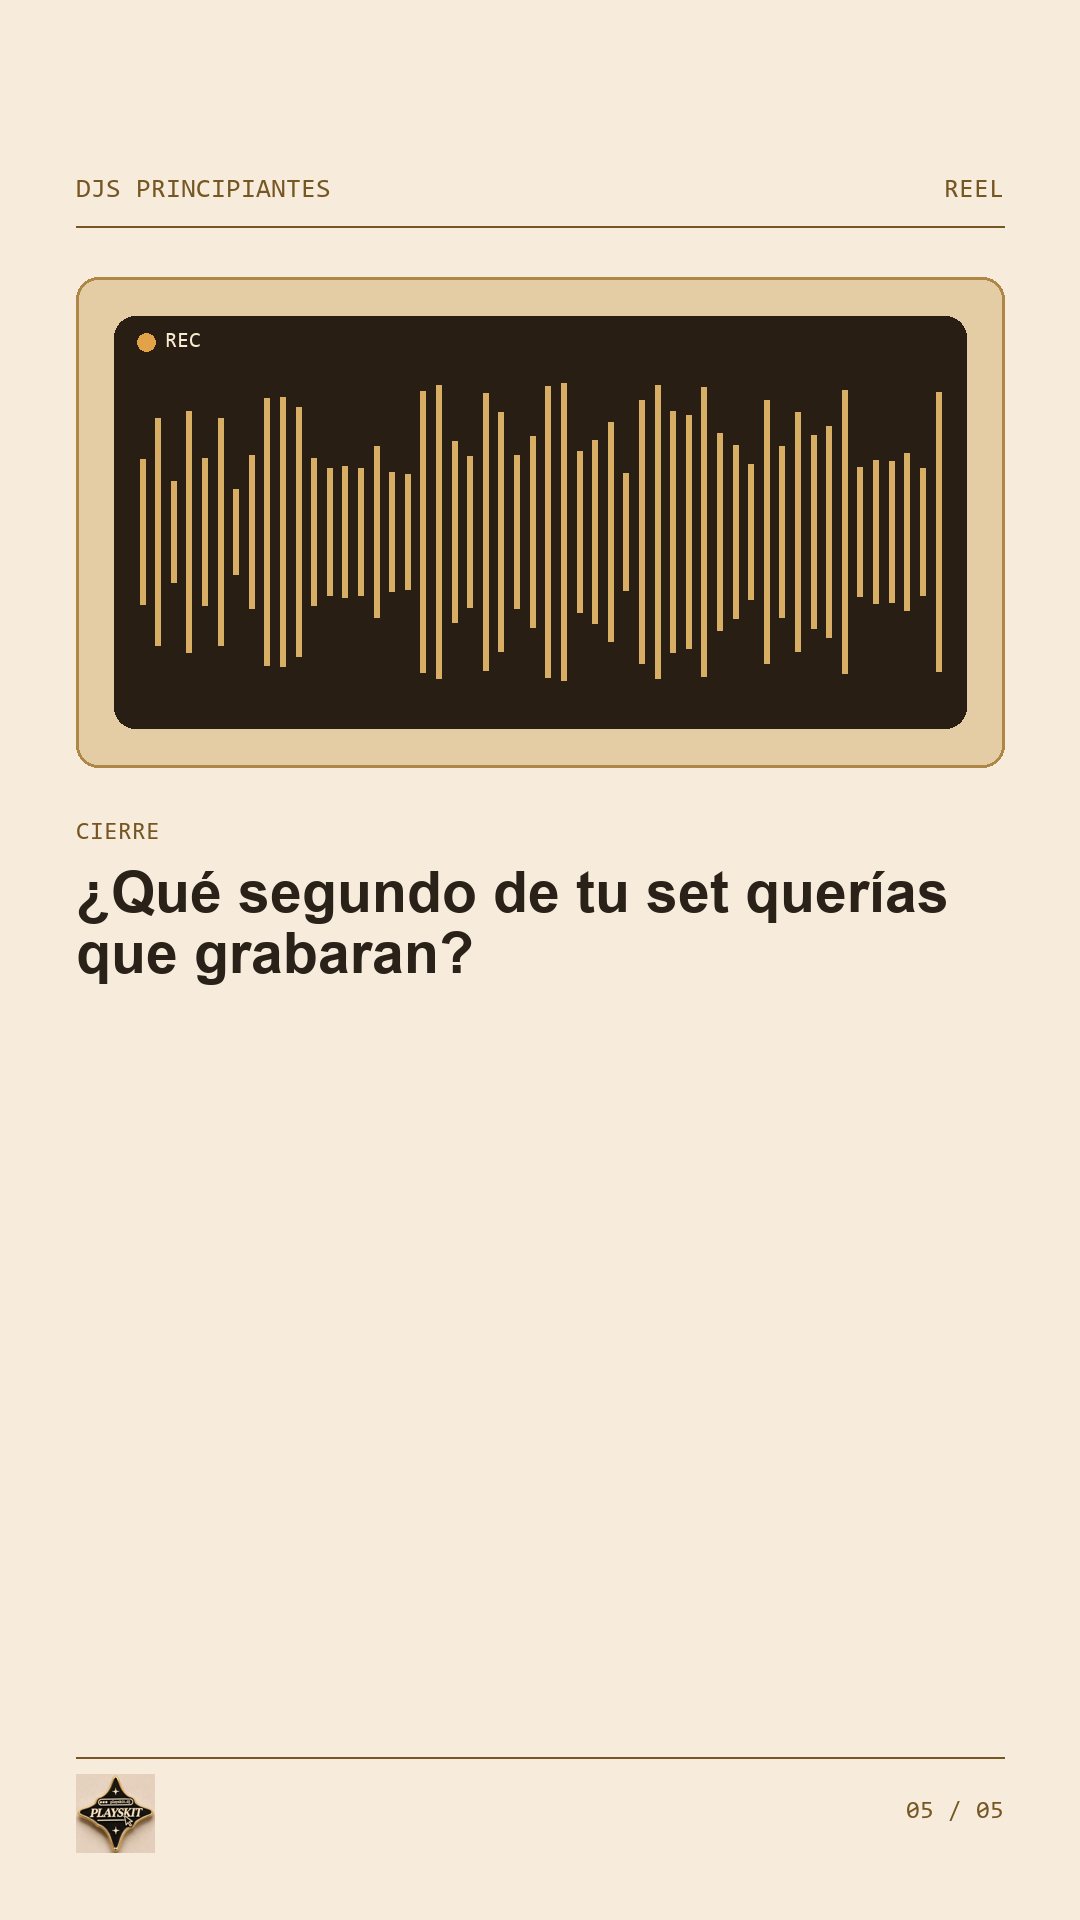 DJS PRINCIPIANTES
REEL
REC
CIERRE
¿Qué segundo de tu set querías
que grabaran?
PLAYSKIT
05 / 05